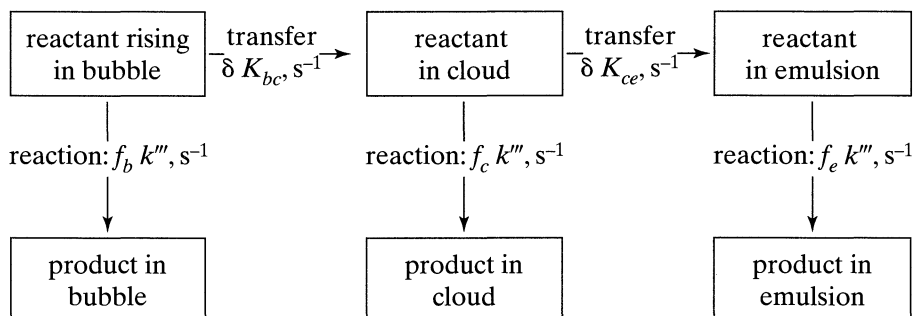 reactant rising
in bubble
transfer
δ K_bc, s⁻¹
reactant
in cloud
transfer
δ K_ce, s⁻¹
reactant
in emulsion
reaction: f_b k‴, s⁻¹
reaction: f_c k‴, s⁻¹
reaction: f_e k‴, s⁻¹
product in
bubble
product in
cloud
product in
emulsion